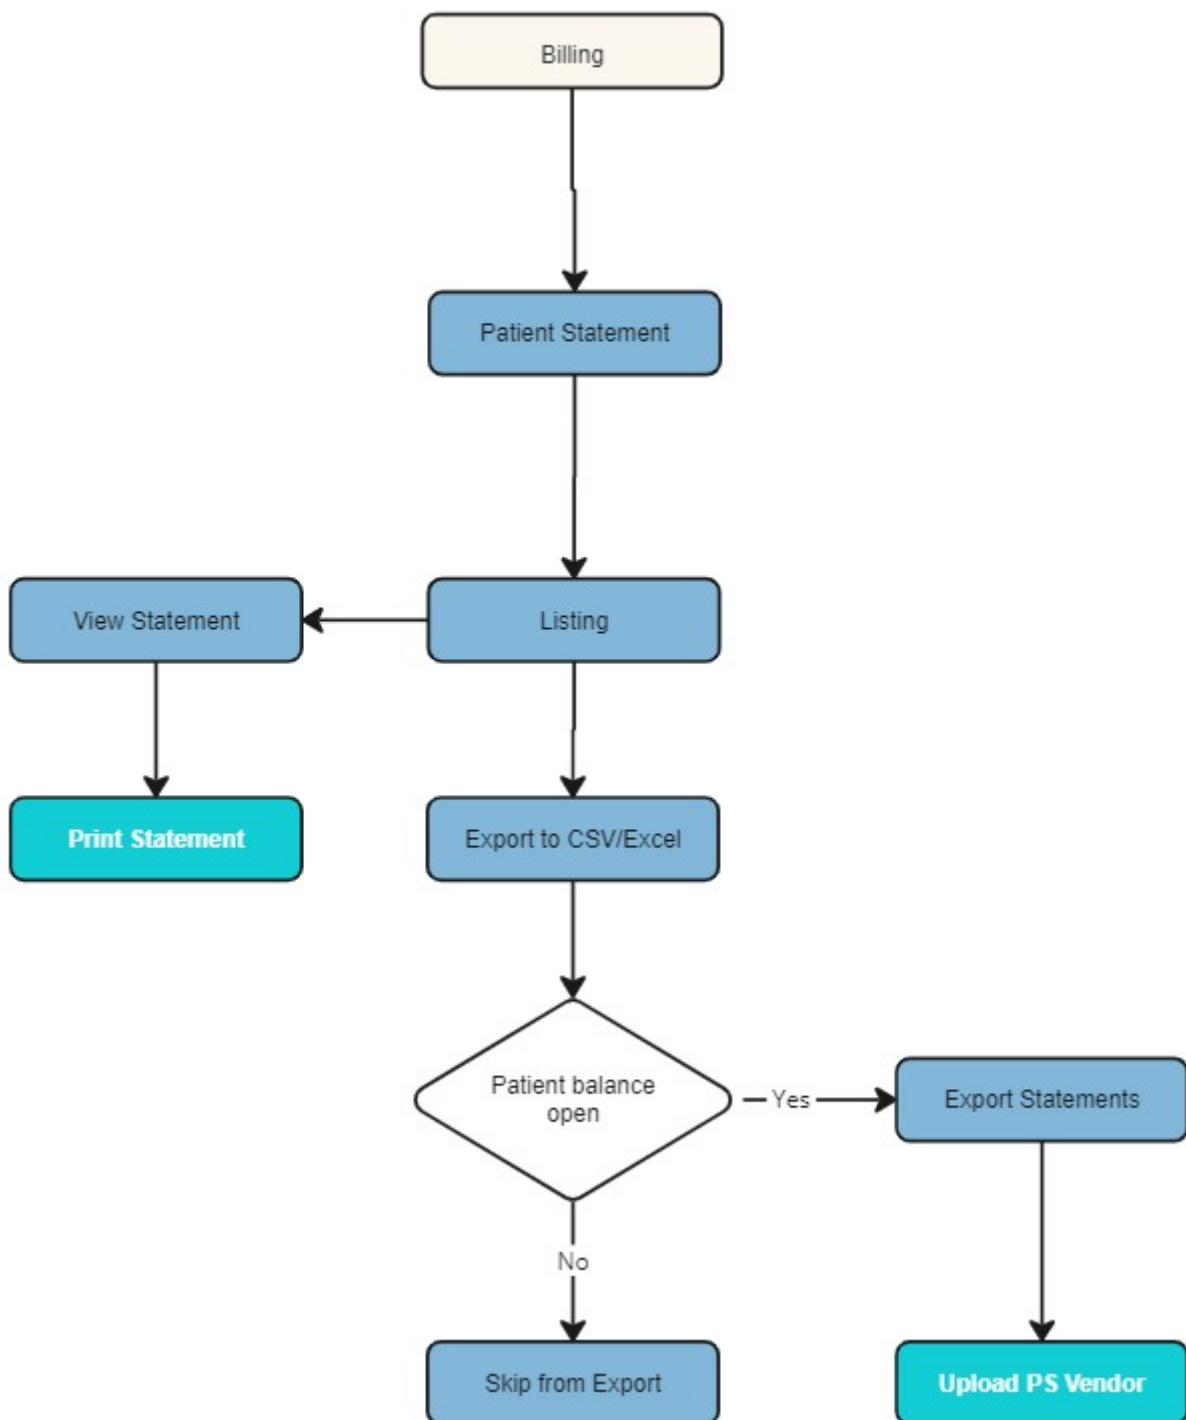 Billing
Patient Statement
View Statement
Listing
Print Statement
Export to CSV/Excel
Patient balance
open
Yes
Export Statements
No
Skip from Export
Upload PS Vendor